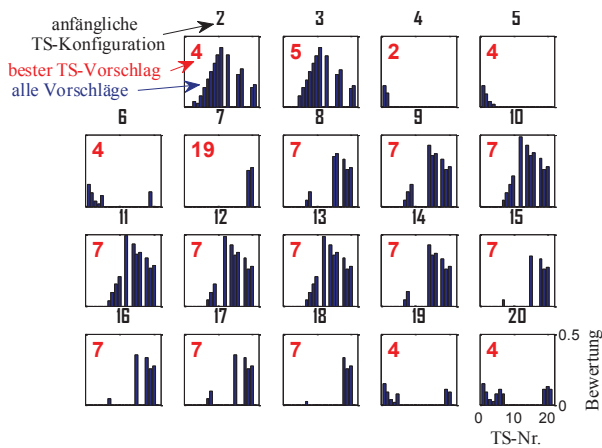 anfängliche
TS-Konfiguration
bester TS-Vorschlag
alle Vorschläge
2 3 4 5
4 5 2 4
6 7 8 9 10
4 19 7 7 7
11 12 13 14 15
7 7 7 7 7
16 17 18 19 20
7 7 7 4 4
0.5
0
Bewertung
0 10 20
TS-Nr.